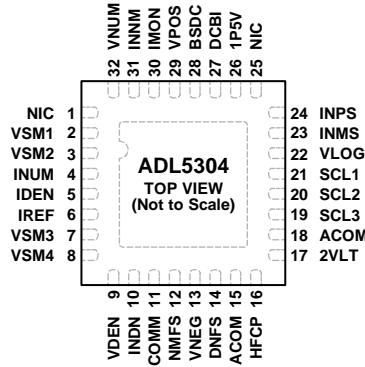 32 VNUM
31 INNM
30 IMON
29 VPOS
28 BSDC
27 DCBI
26 1P5V
25 NIC
NIC 1
VSM1 2
VSM2 3
INUM 4
IDEN 5
IREF 6
VSM3 7
VSM4 8
ADL5304
TOP VIEW
(Not to Scale)
24 INPS
23 INMS
22 VLOG
21 SCL1
20 SCL2
19 SCL3
18 ACOM
17 2VLT
VDEN 9
INDN 10
COMM 11
NMFS 12
VNEG 13
DNFS 14
ACOM 15
HFCP 16